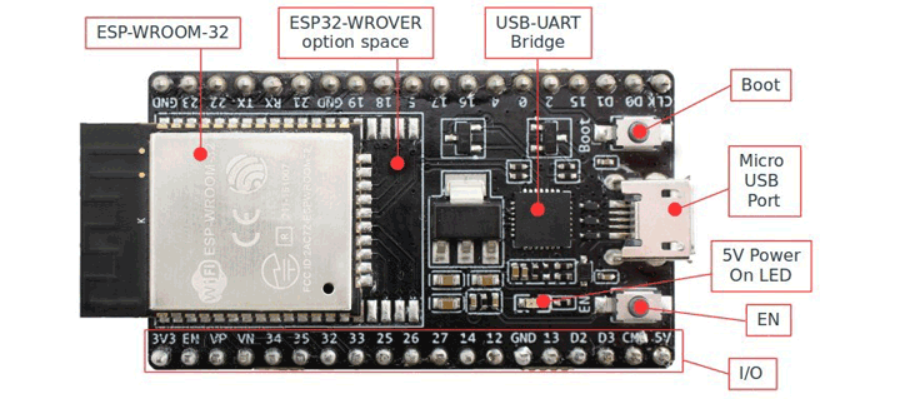 ESP-WROOM-32
ESP32-WROVER
option space
USB-UART
Bridge
Boot
Micro
USB
Port
5V Power
On LED
EN
I/O
GND 23 22 TX RX 21 GND 19 18 5 17 16 4 0 2 15 D1 D0 CLK
Boot
WiFi ESP-WROOM-32
CE
R
EN
3V3 EN VP VN 34 35 32 33 25 26 27 14 12 GND 13 D2 D3 CMD 5V